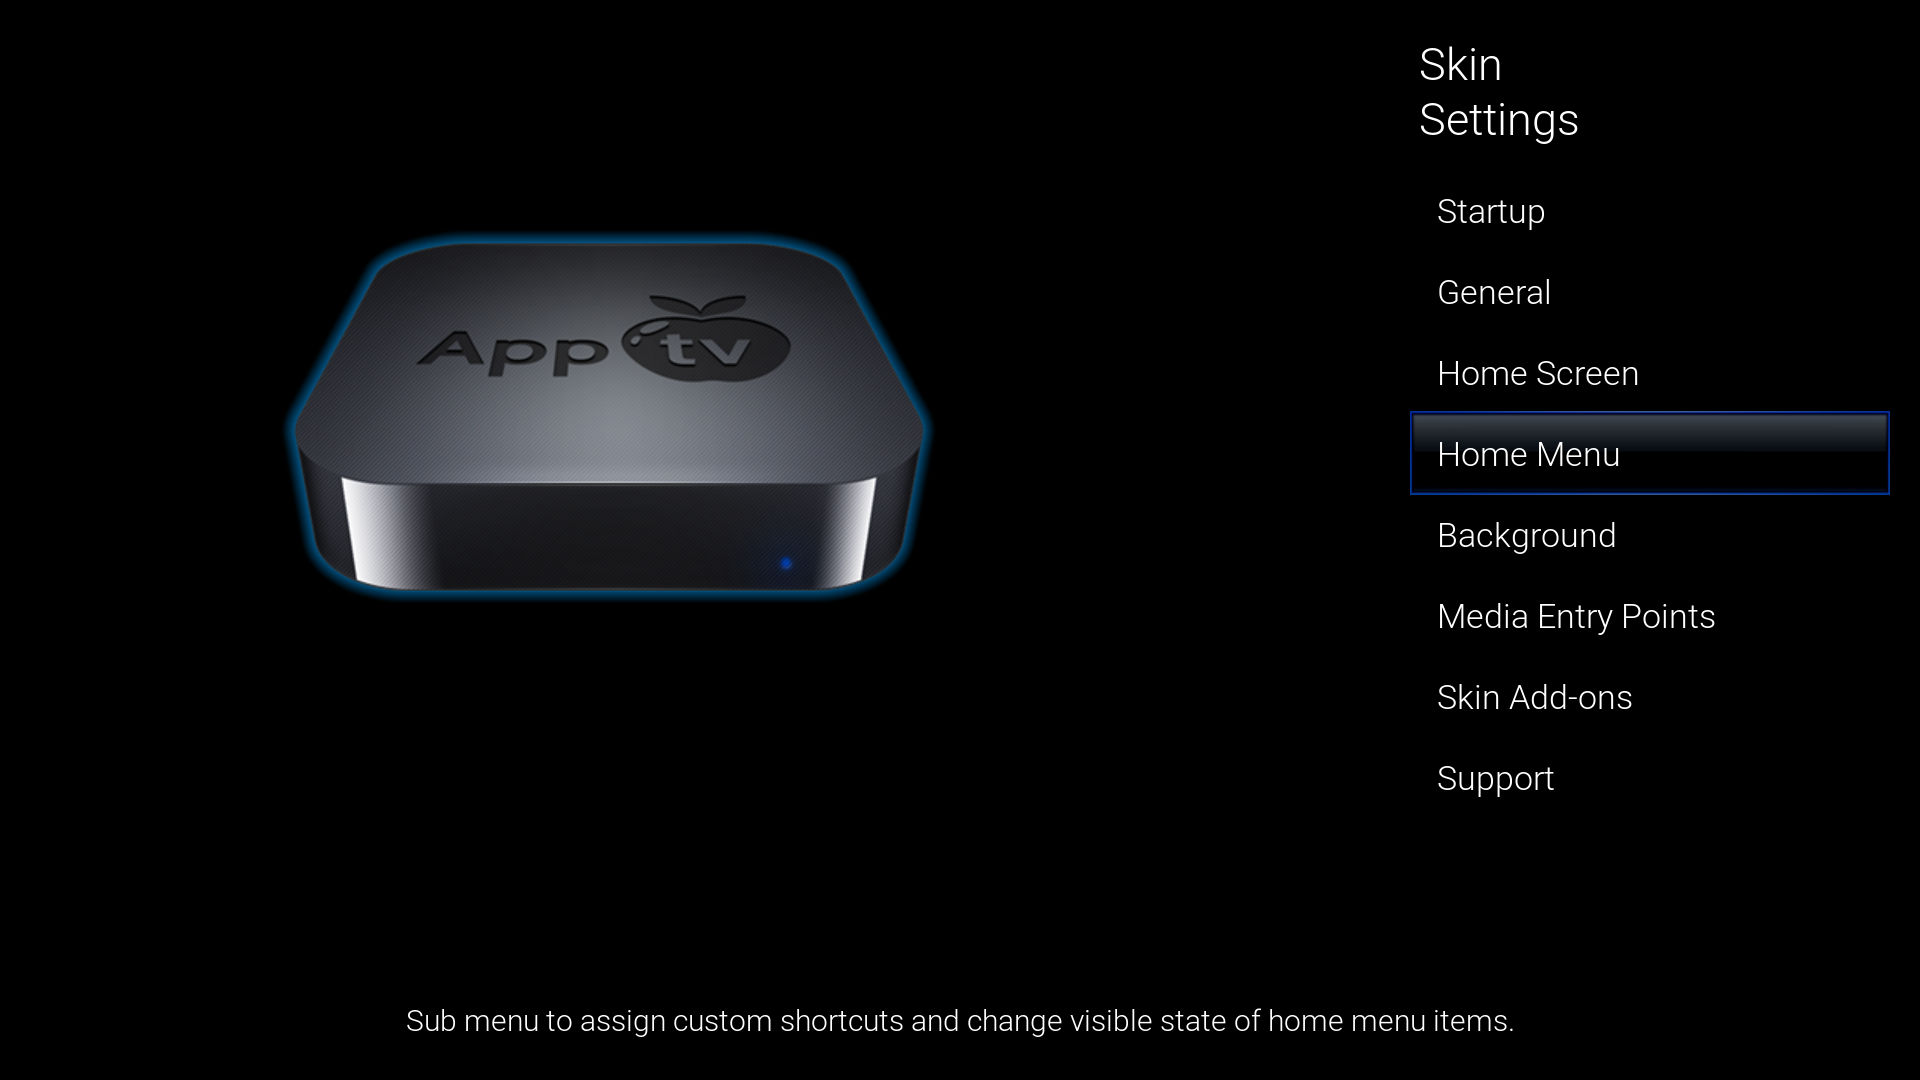 Skin
Settings
Startup
General
Home Screen
Home Menu
Background
Media Entry Points
Skin Add-ons
Support
App tv
Sub menu to assign custom shortcuts and change visible state of home menu items.